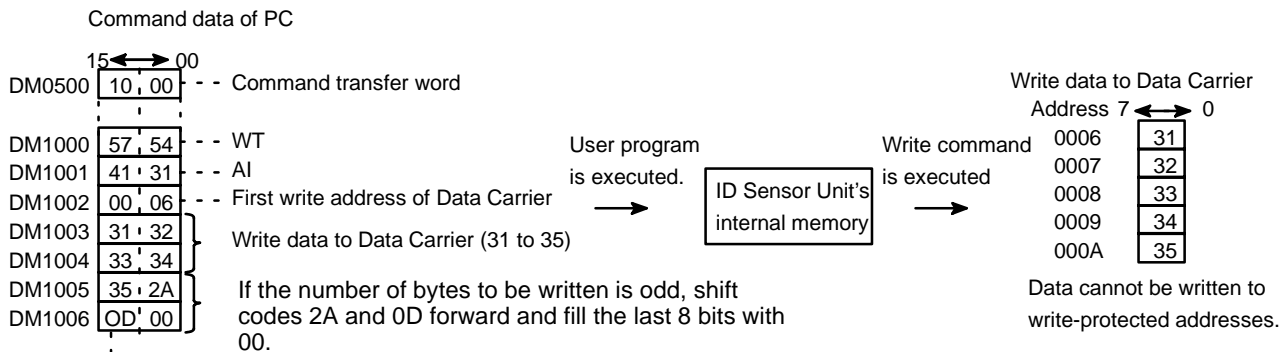 Command data of PC
15 00
DM0500 10 00 - - - Command transfer word
DM1000 57 54 - - - WT
DM1001 41 31 - - - AI
DM1002 00 06 - - - First write address of Data Carrier
DM1003 31 32
DM1004 33 34
Write data to Data Carrier (31 to 35)
DM1005 35 2A
DM1006 OD 00
If the number of bytes to be written is odd, shift
codes 2A and 0D forward and fill the last 8 bits with
00.
User program
is executed.
ID Sensor Unit's
internal memory
Write command
is executed
Write data to Data Carrier
Address 7 0
0006 31
0007 32
0008 33
0009 34
000A 35
Data cannot be written to
write-protected addresses.